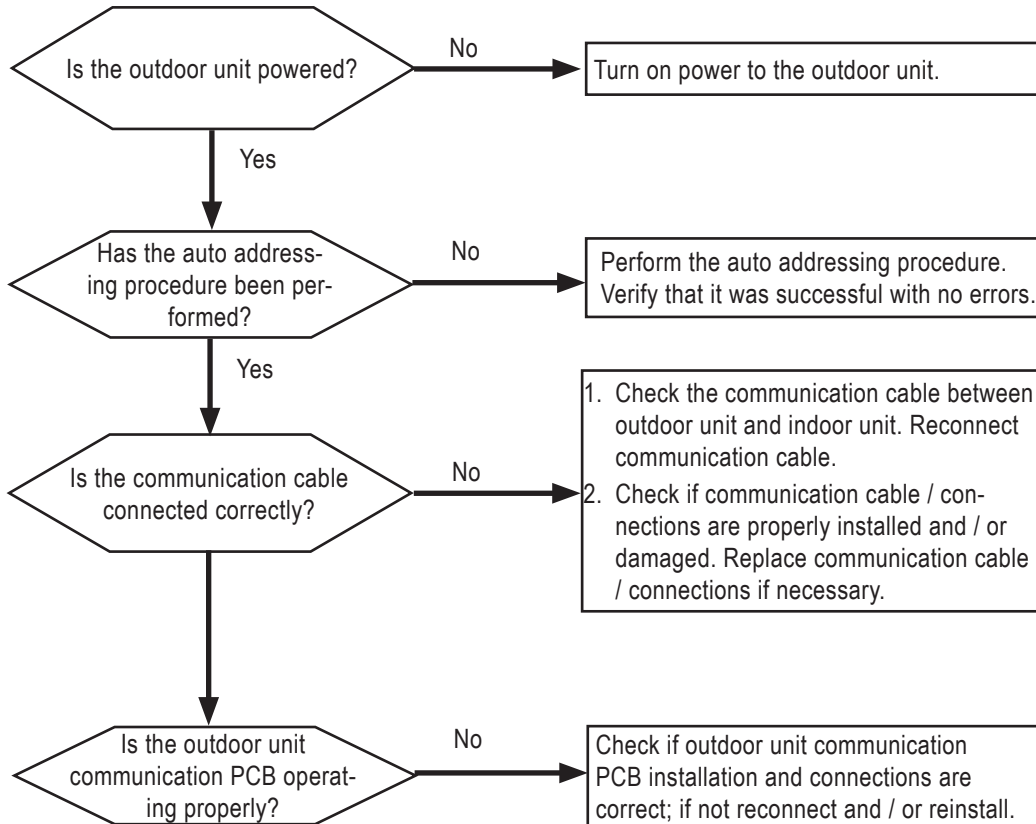 Is the outdoor unit powered?
No
Turn on power to the outdoor unit.
Yes
Has the auto address-
ing procedure been per-
formed?
No
Perform the auto addressing procedure.
Verify that it was successful with no errors.
Yes
Is the communication cable
connected correctly?
No
1. Check the communication cable between
outdoor unit and indoor unit. Reconnect
communication cable.
2. Check if communication cable / con-
nections are properly installed and / or
damaged. Replace communication cable
/ connections if necessary.
Is the outdoor unit
communication PCB operat-
ing properly?
No
Check if outdoor unit communication
PCB installation and connections are
correct; if not reconnect and / or reinstall.